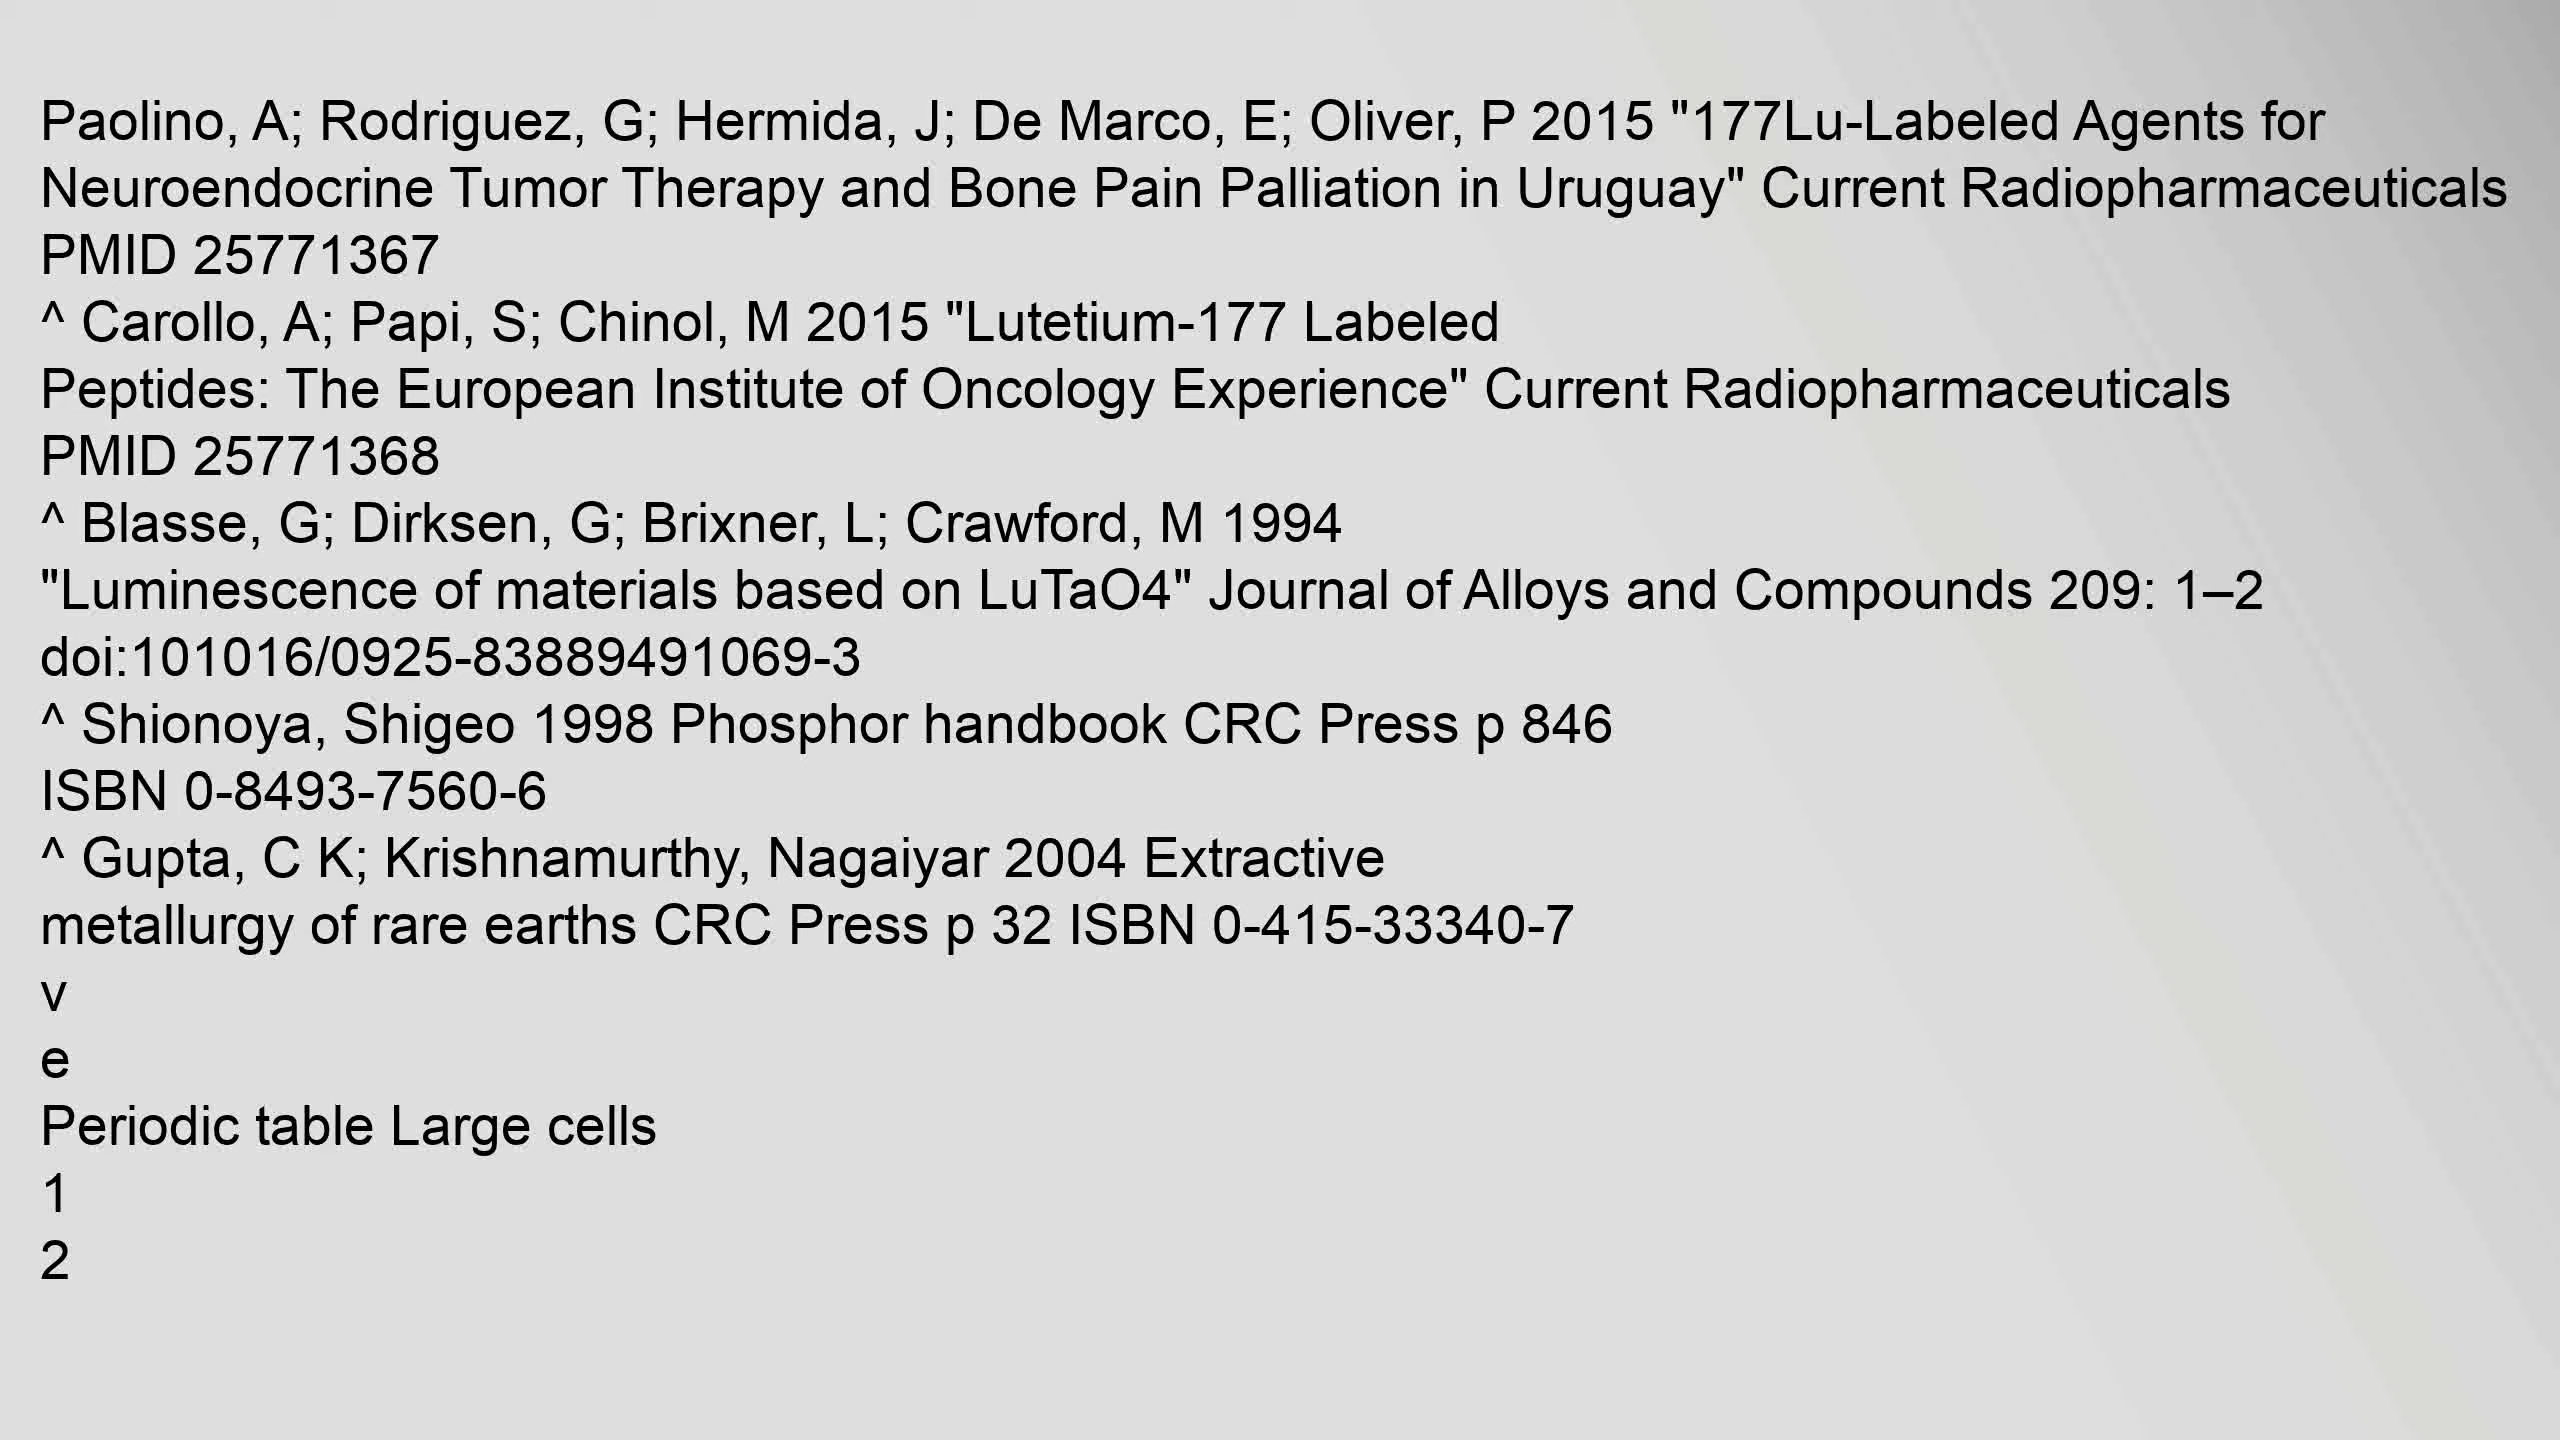 Paolino, A; Rodriguez, G; Hermida, J; De Marco, E; Oliver, P 2015 "177Lu-Labeled Agents for
Neuroendocrine Tumor Therapy and Bone Pain Palliation in Uruguay" Current Radiopharmaceuticals
PMID 25771367
^ Carollo, A; Papi, S; Chinol, M 2015 "Lutetium-177 Labeled
Peptides: The European Institute of Oncology Experience" Current Radiopharmaceuticals
PMID 25771368
^ Blasse, G; Dirksen, G; Brixner, L; Crawford, M 1994
"Luminescence of materials based on LuTaO4" Journal of Alloys and Compounds 209: 1–2
doi:101016/0925-83889491069-3
^ Shionoya, Shigeo 1998 Phosphor handbook CRC Press p 846
ISBN 0-8493-7560-6
^ Gupta, C K; Krishnamurthy, Nagaiyar 2004 Extractive
metallurgy of rare earths CRC Press p 32 ISBN 0-415-33340-7
v
e
Periodic table Large cells
1
2